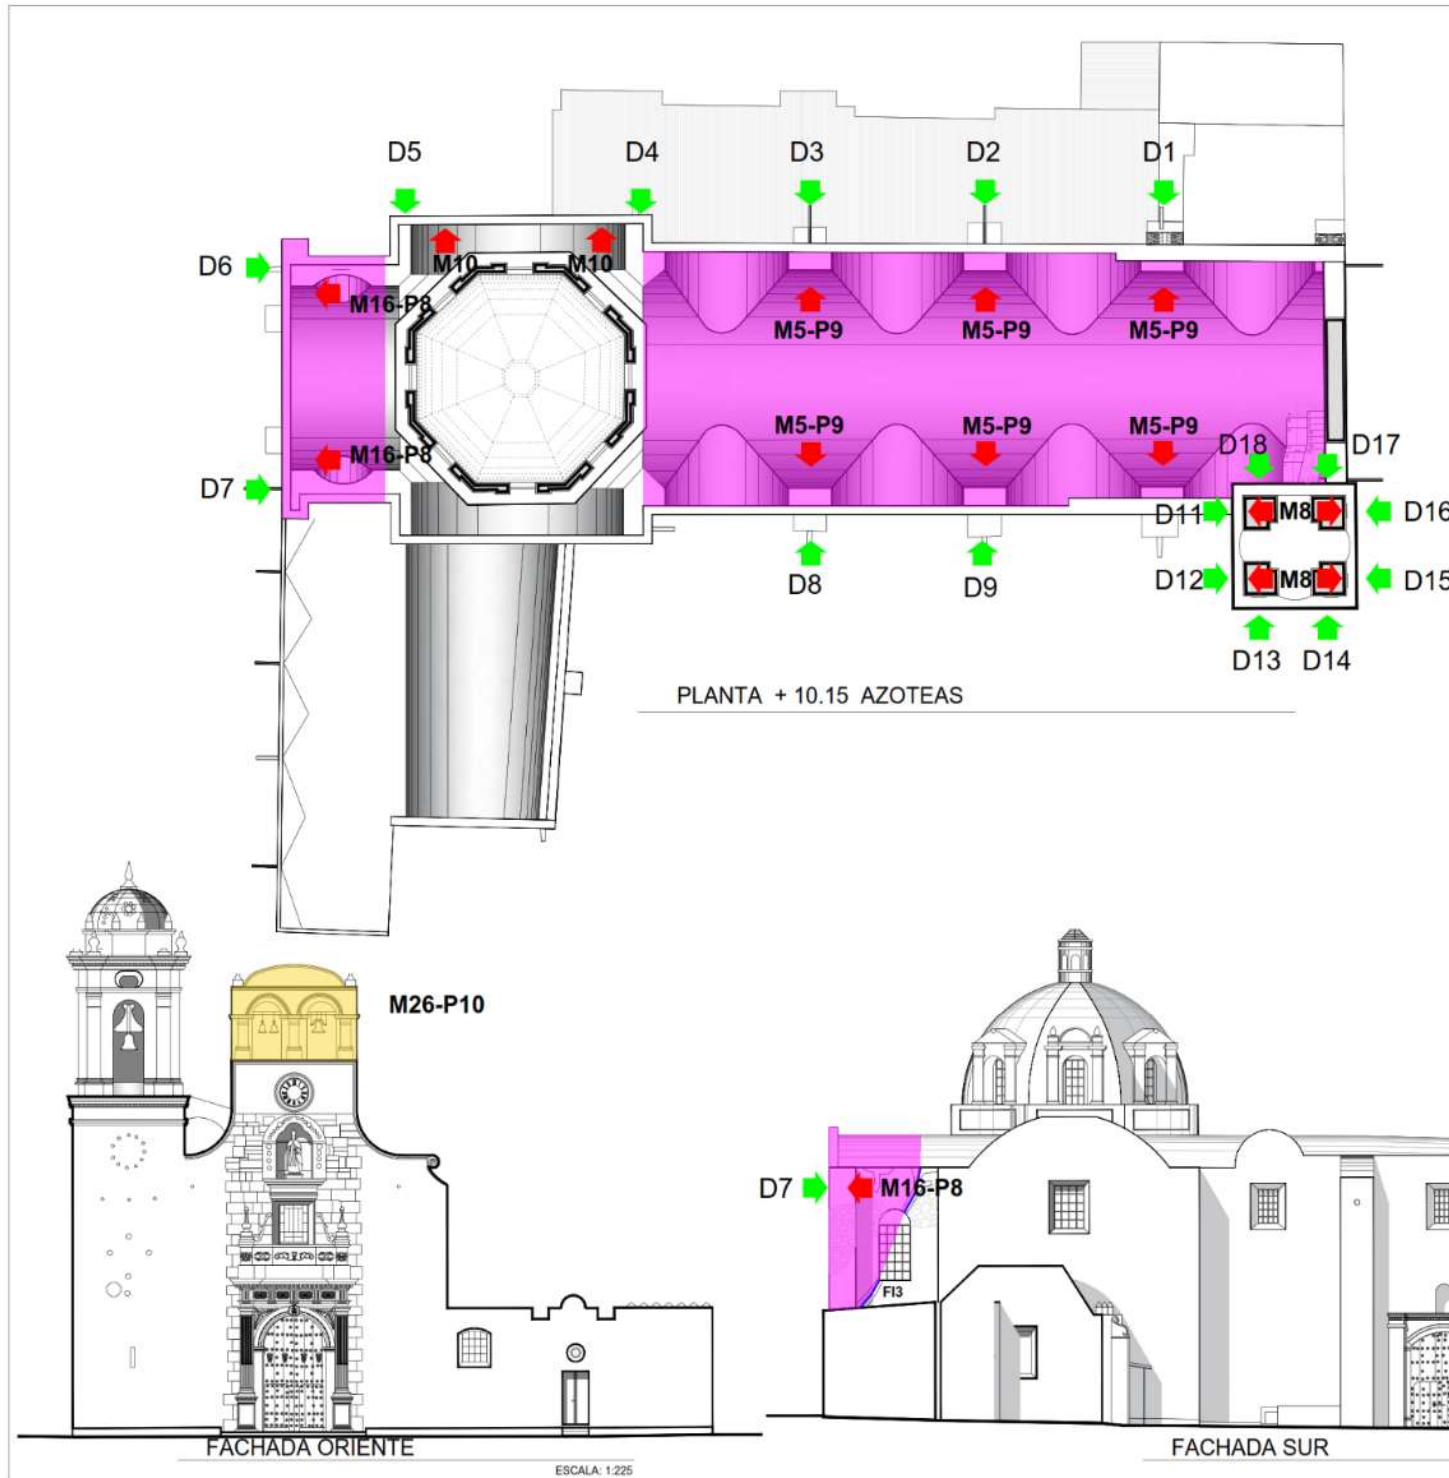 D5 D4 D3 D2 D1
D6 M10 M10
M16-P8
M5-P9 M5-P9 M5-P9
M5-P9 M5-P9 M5-P9
M16-P8
D18 D17
D7
D11 M8 D16
D8 D9 D12 M8 D15
D13 D14
PLANTA + 10.15 AZOTEAS
M26-P10
D7 M16-P8
FI3
FACHADA ORIENTE
ESCALA: 1:225
FACHADA SUR